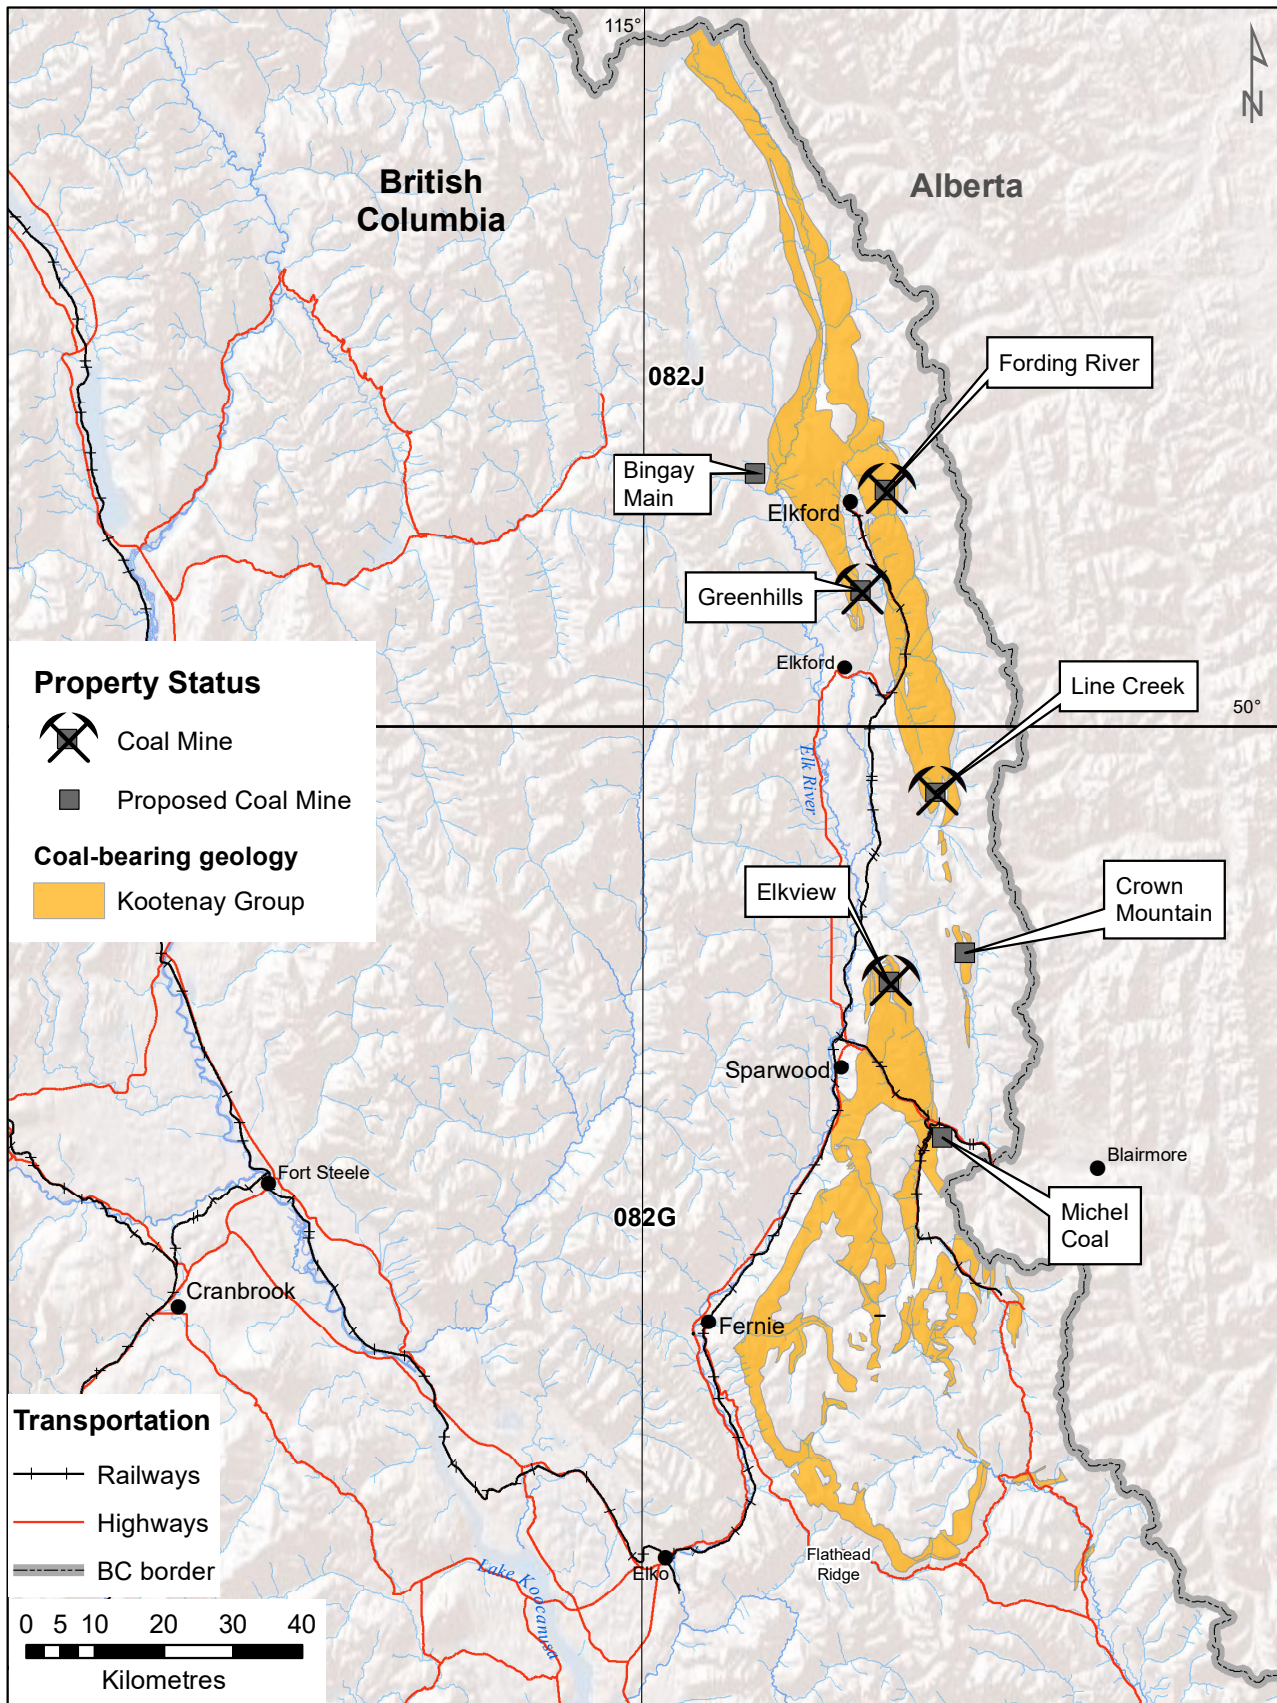 115°
N
British
Columbia
Alberta
082J
Fording River
Bingay
Main
Elkford
Greenhills
Elkford
Line Creek
50°
Property Status
Coal Mine
Proposed Coal Mine
Coal-bearing geology
Kootenay Group
Elk River
Elkview
Crown
Mountain
Sparwood
Blairmore
Fort Steele
082G
Michel
Coal
Cranbrook
Fernie
Transportation
Railways
Highways
BC border
Flathead
Ridge
Elko
Lake Koocanusa
0 5 10 20 30 40
Kilometres